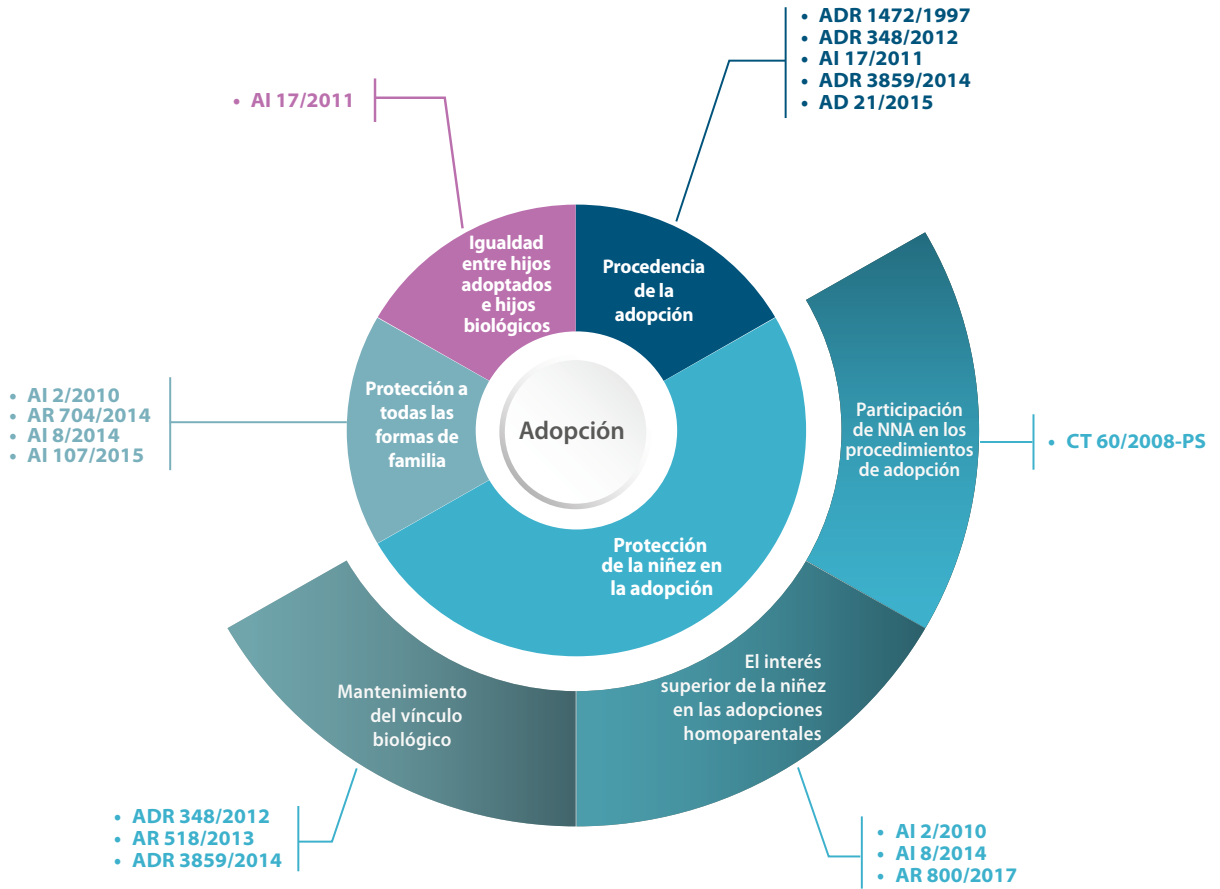 • ADR 1472/1997
• ADR 348/2012
• AI 17/2011
• ADR 3859/2014
• AD 21/2015
• AI 17/2011
Igualdad
entre hijos
adoptados
e hijos
biológicos
Procedencia
de la
adopción
Protección a
todas las
formas de
familia
• AI 2/2010
• AR 704/2014
• AI 8/2014
• AI 107/2015
Adopción
Participación
de NNA en los
procedimientos
de adopción
• CT 60/2008-PS
Protección
de la niñez en
la adopción
El interés
superior de la niñez
en las adopciones
homoparentales
Mantenimiento
del vínculo
biológico
• ADR 348/2012
• AR 518/2013
• ADR 3859/2014
• AI 2/2010
• AI 8/2014
• AR 800/2017